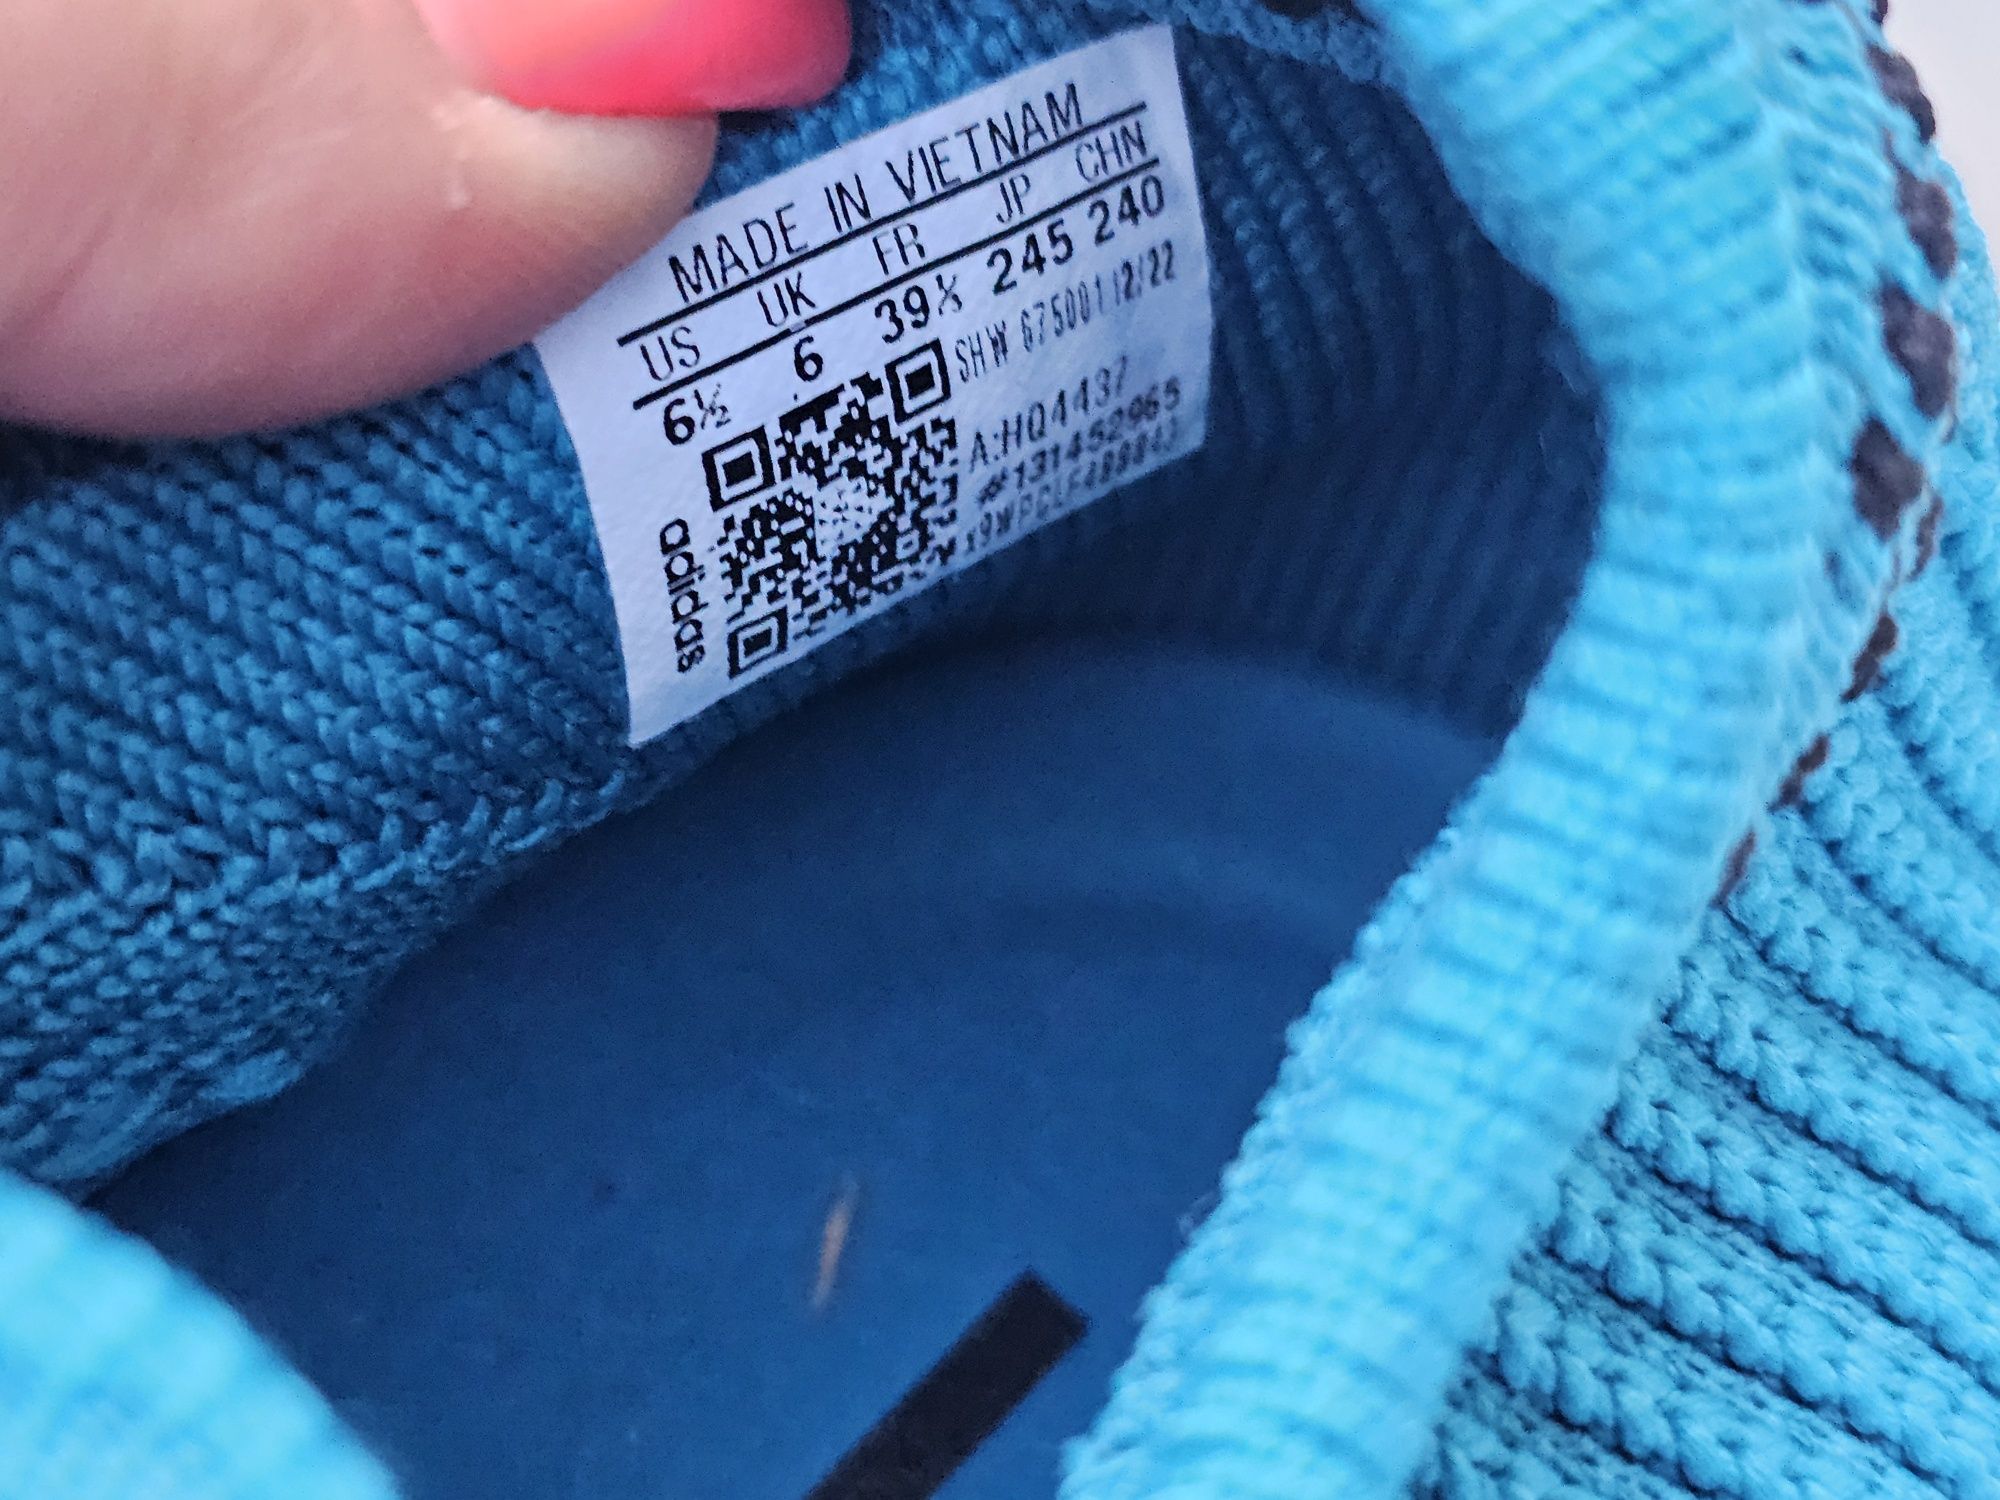 MADE IN VIETNAM
US UK FR JP CHN
6½ 6 39⅓ 245 240
SHW 675001 12/22
A:HQ4437
#131452965
adidas